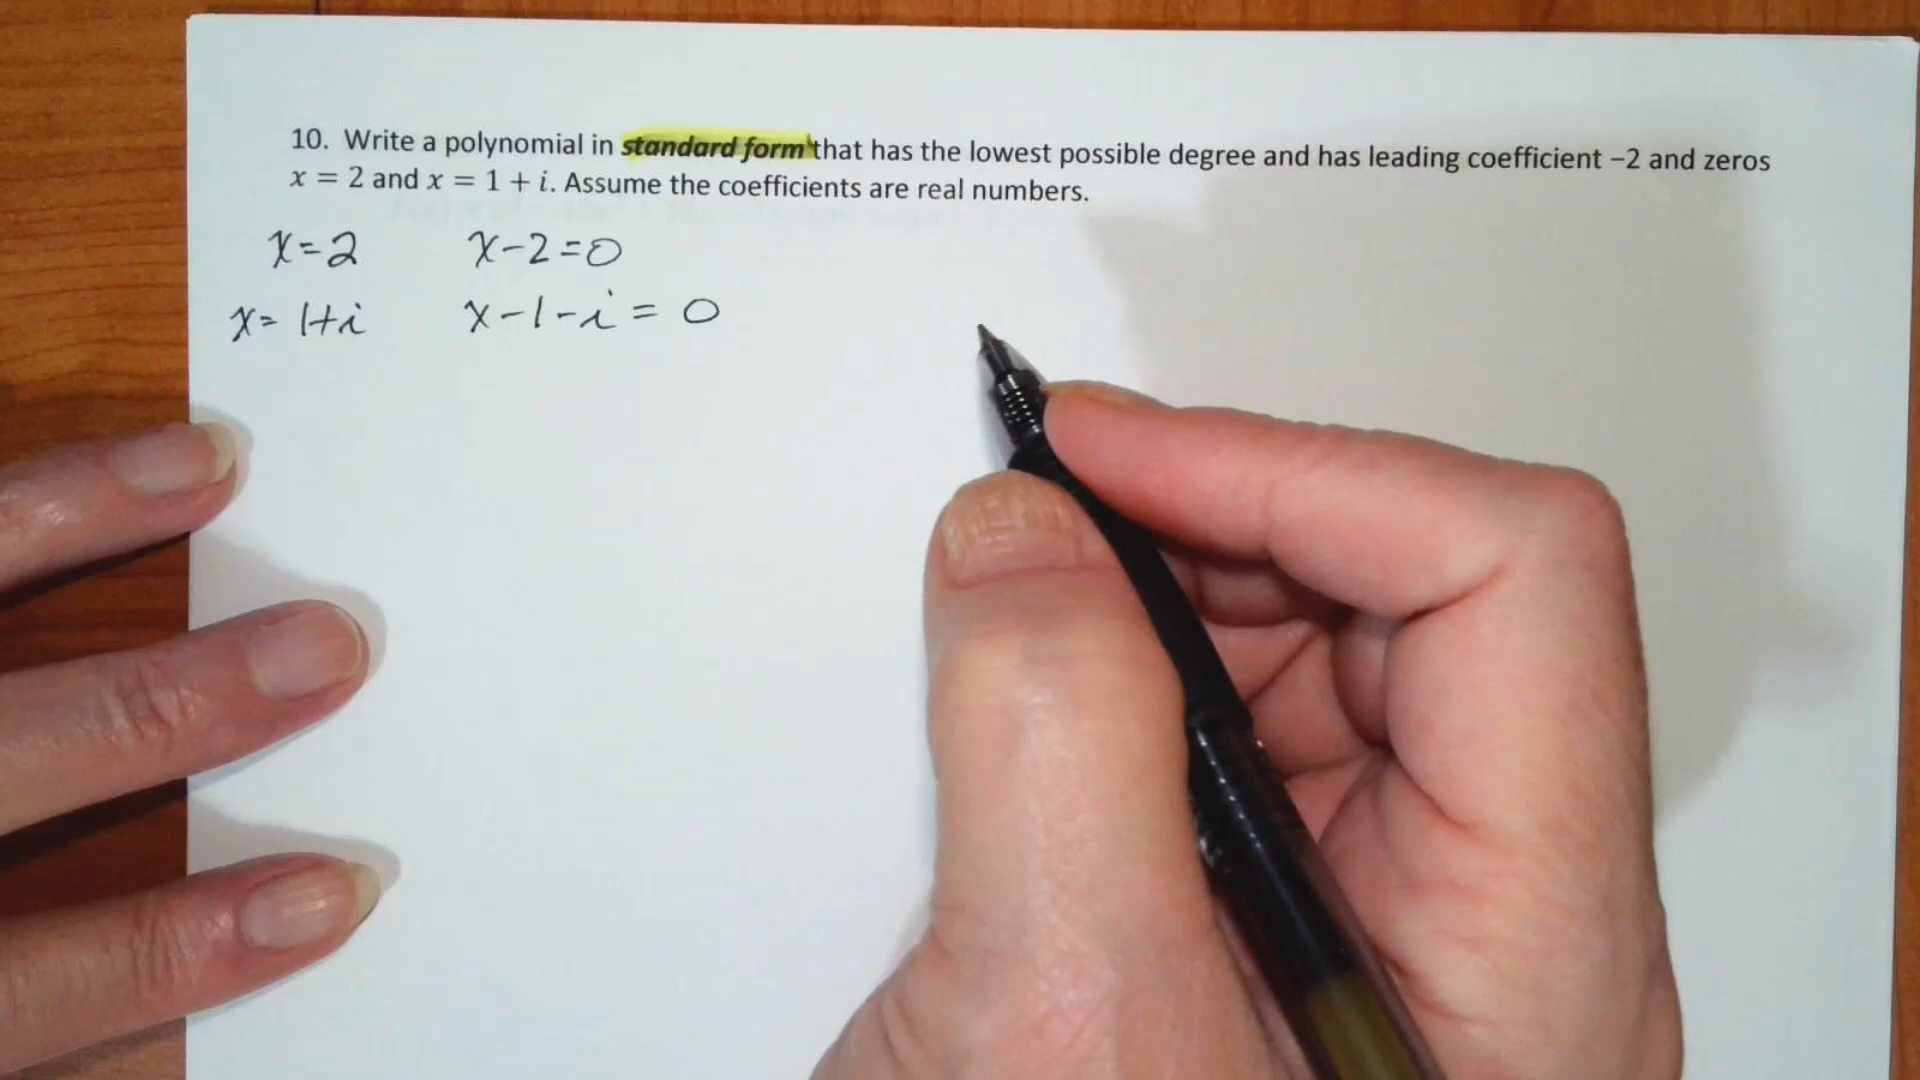 10. Write a polynomial in standard form that has the lowest possible degree and has leading coefficient −2 and zeros
x = 2 and x = 1 + i. Assume the coefficients are real numbers.
x=2 x-2=0
x= 1+i x-1-i = 0